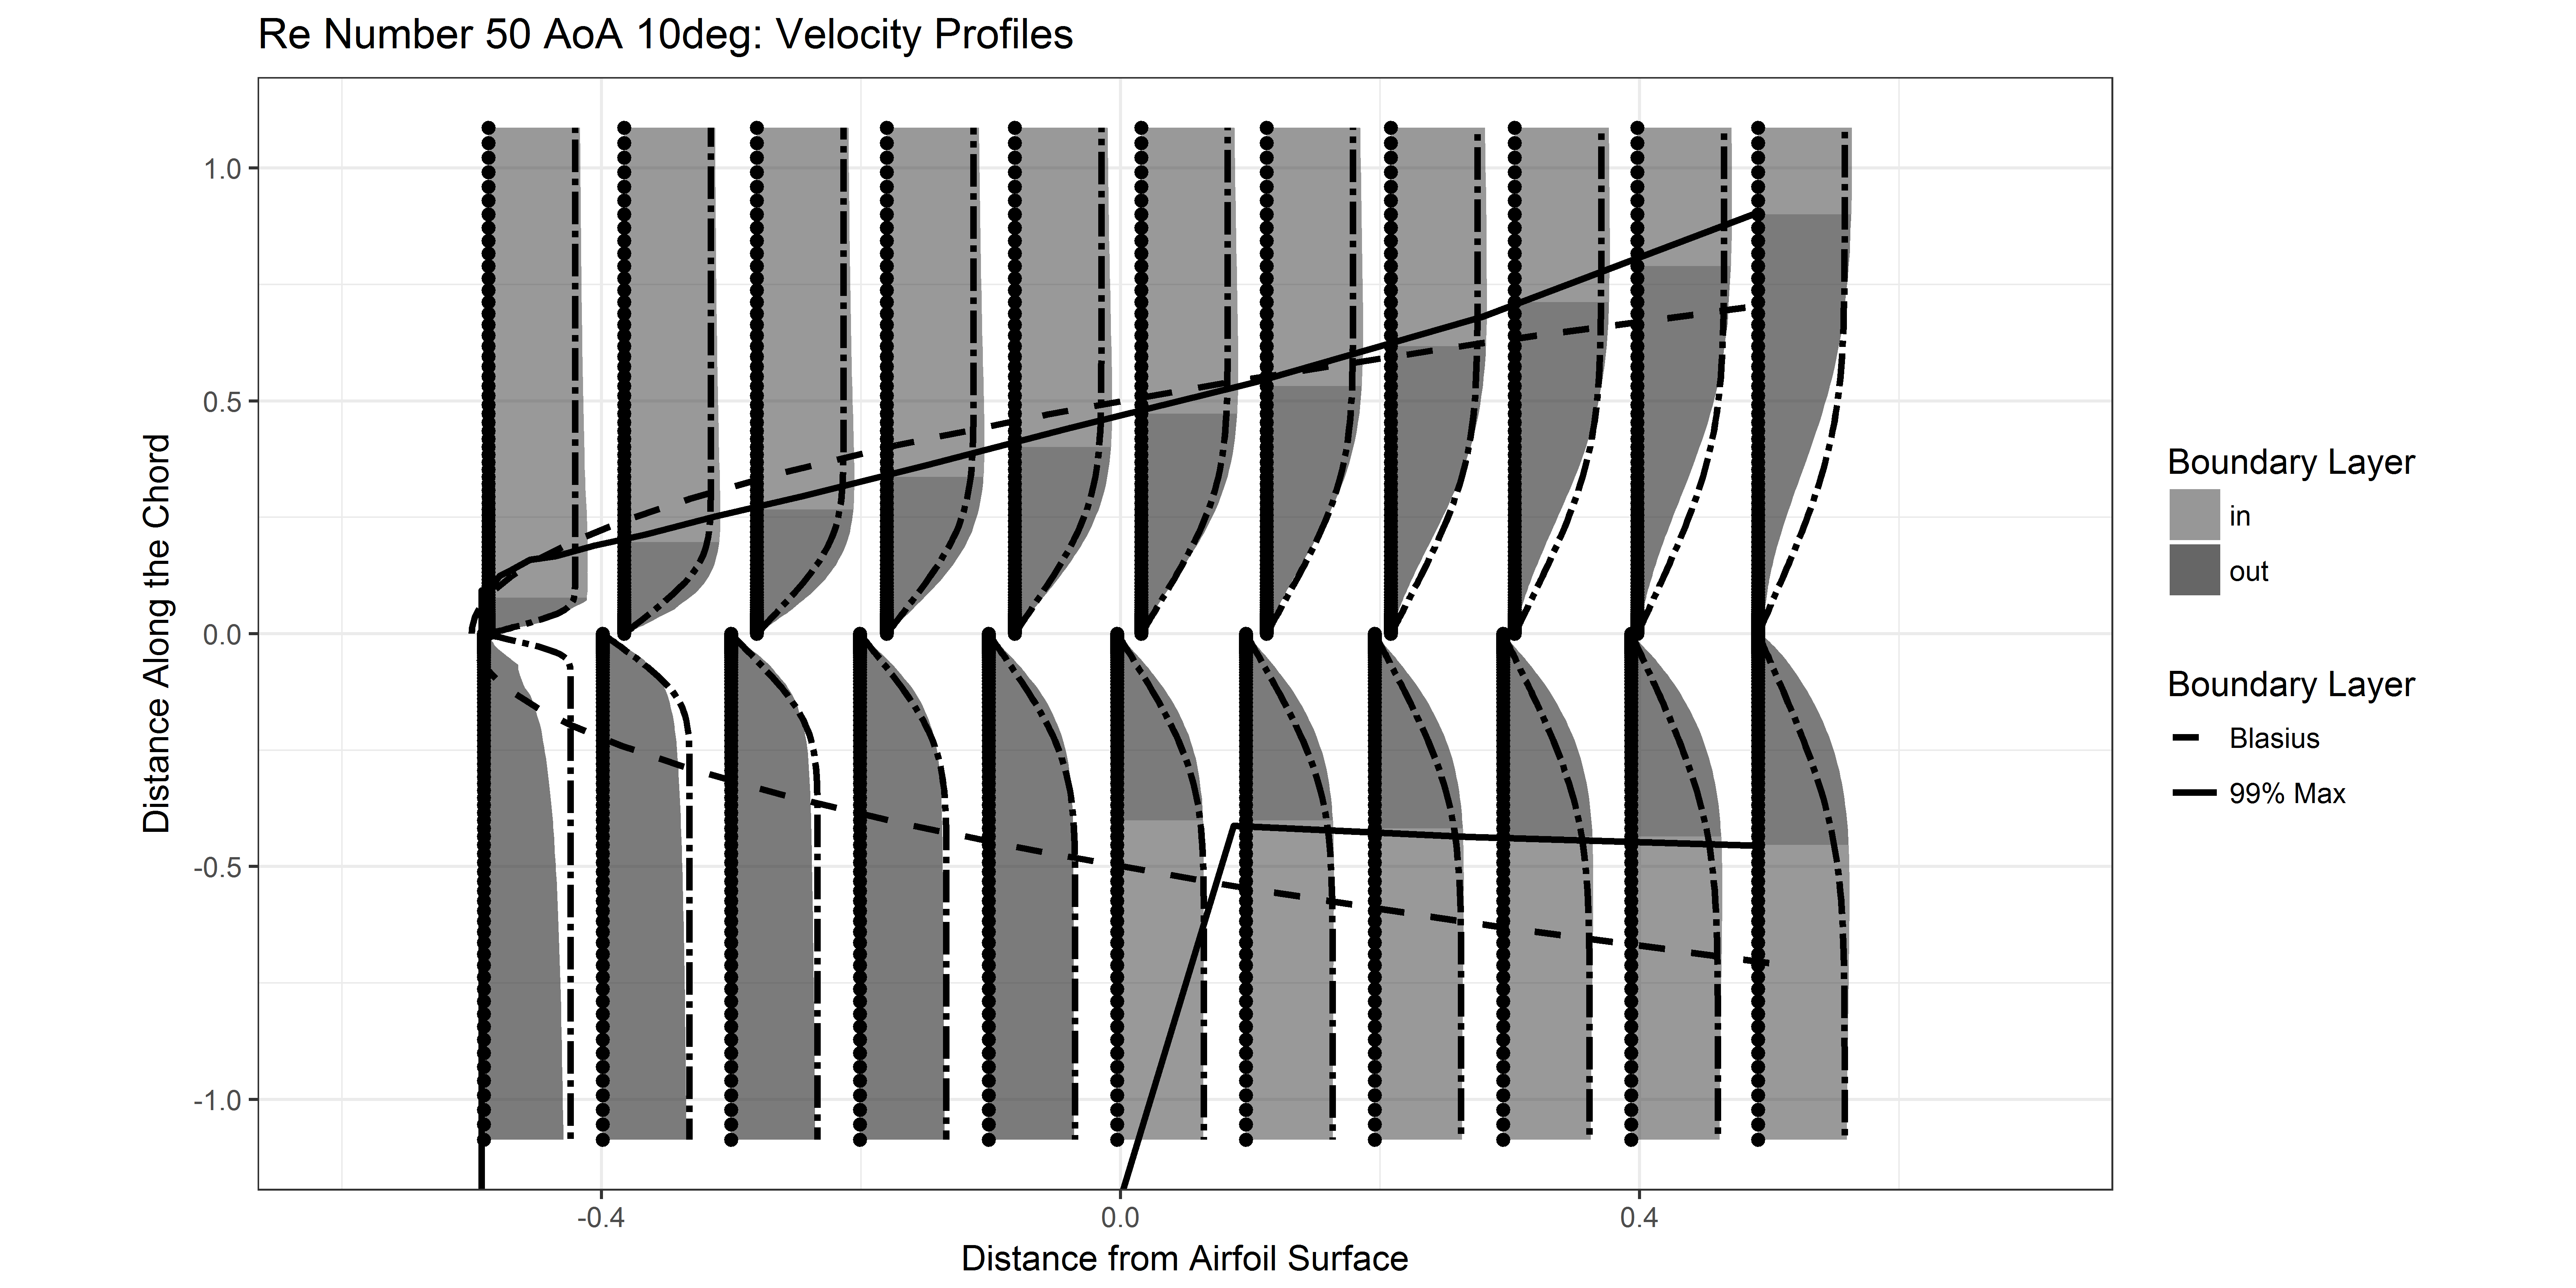 Re Number 50 AoA 10deg: Velocity Profiles
Distance Along the Chord
1.0
0.5
0.0
-0.5
-1.0
-0.4
0.0
0.4
Distance from Airfoil Surface
Boundary Layer
in
out
Boundary Layer
Blasius
99% Max